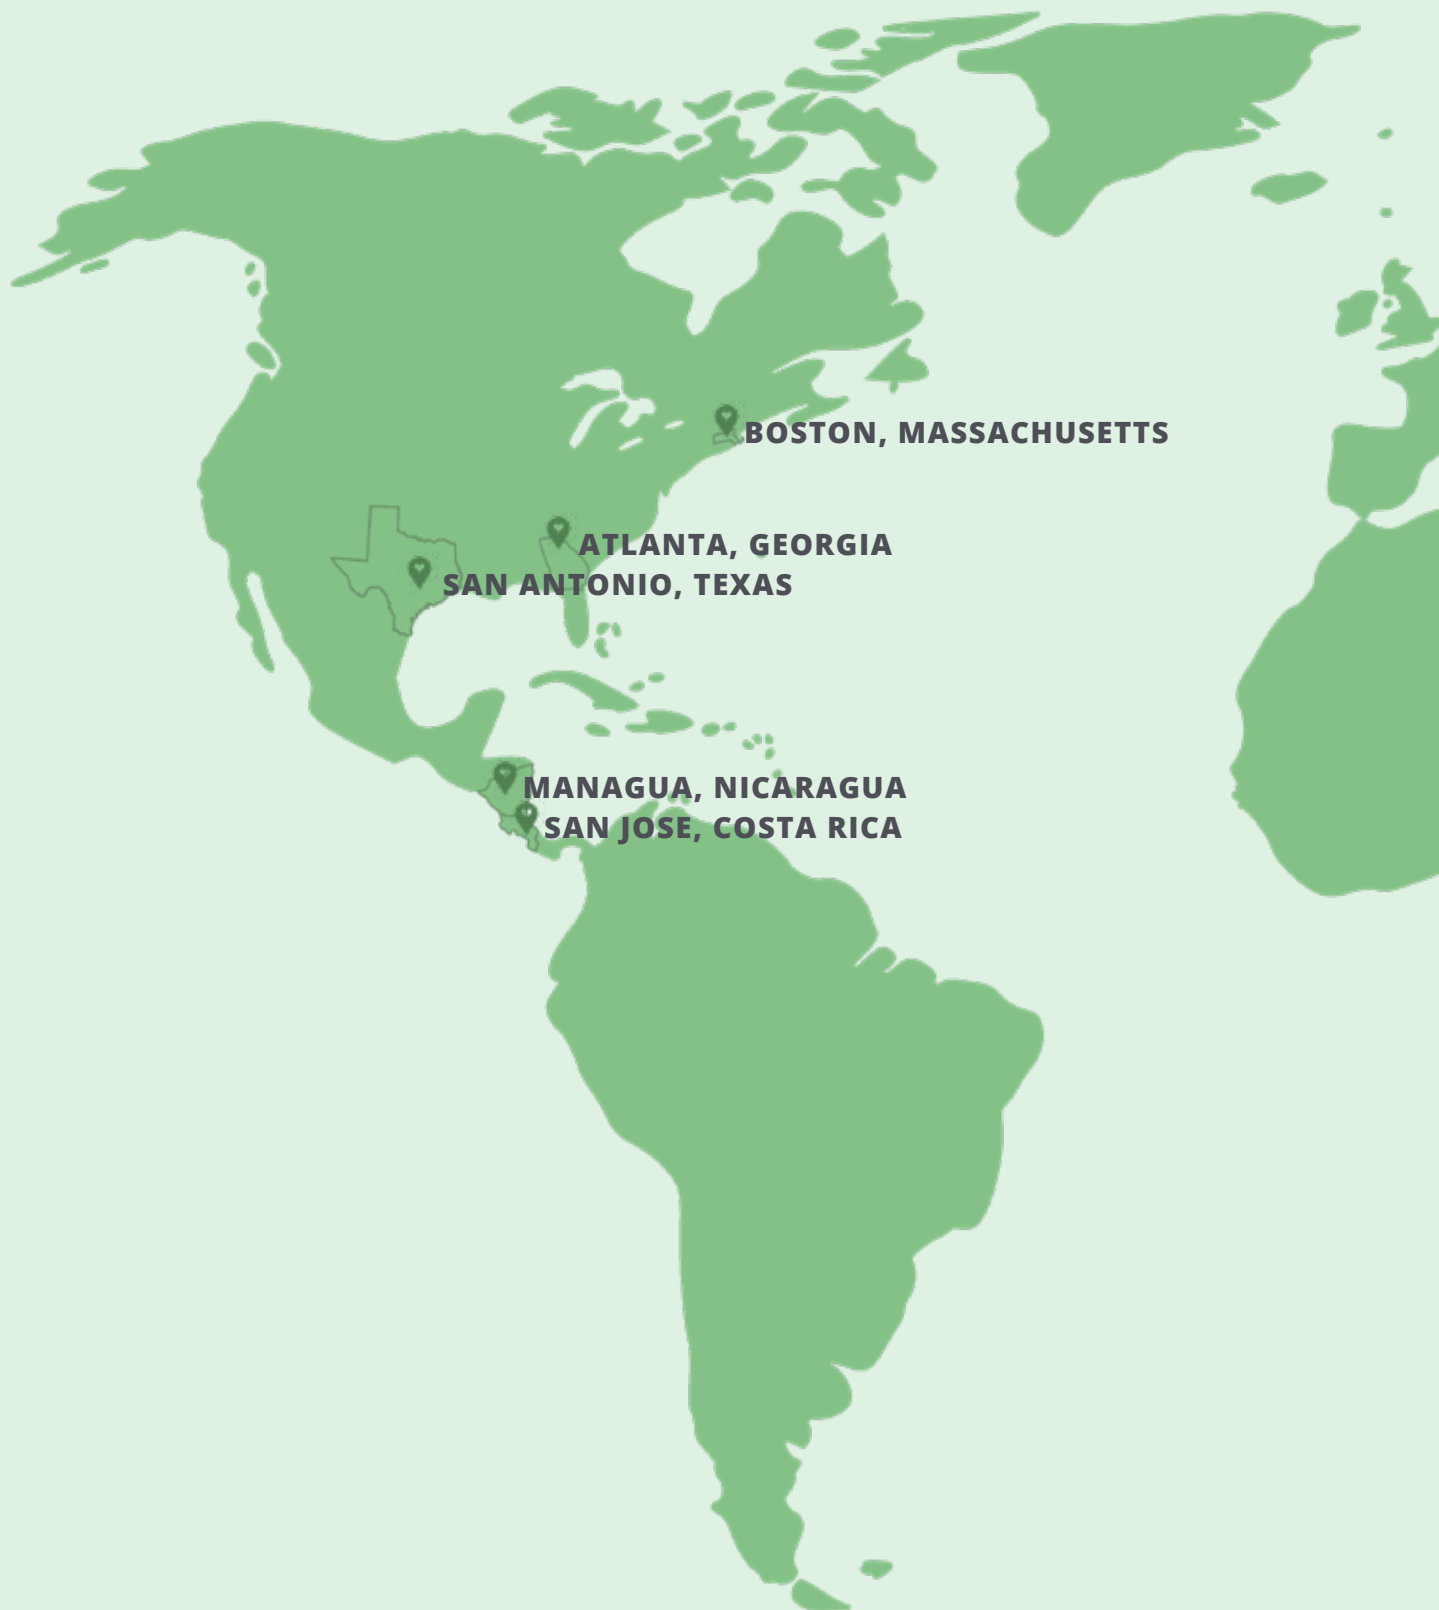 BOSTON, MASSACHUSETTS
ATLANTA, GEORGIA
SAN ANTONIO, TEXAS
MANAGUA, NICARAGUA
SAN JOSE, COSTA RICA